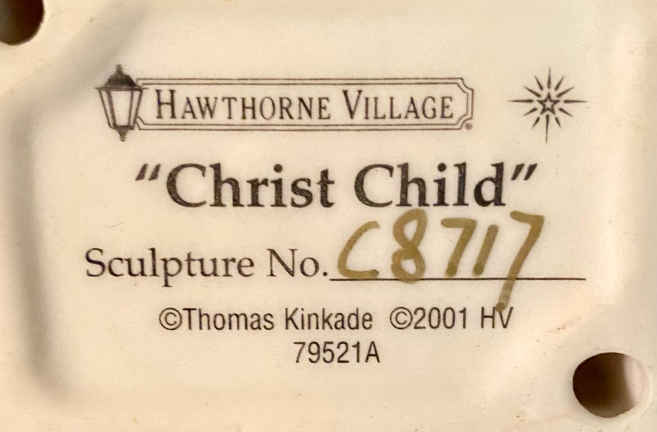 HAWTHORNE VILLAGE®
"Christ Child"
Sculpture No. C8717
©Thomas Kinkade ©2001 HV
79521A